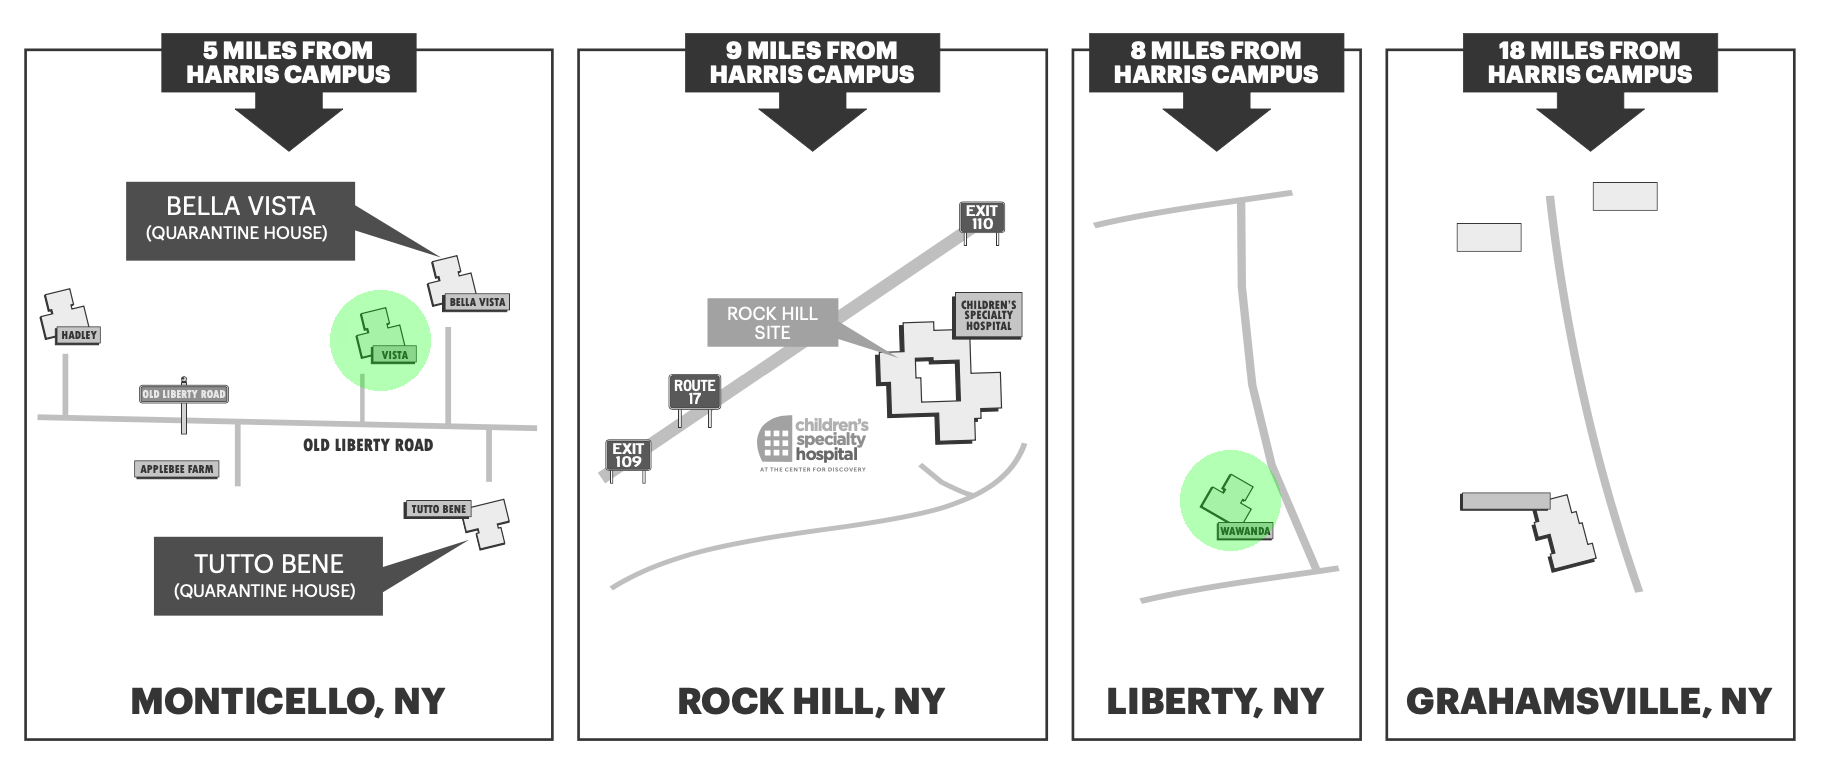 5 MILES FROM
HARRIS CAMPUS
BELLA VISTA
(QUARANTINE HOUSE)
BELLA VISTA
HADLEY
VISTA
OLD LIBERTY ROAD
OLD LIBERTY ROAD
APPLEBEE FARM
TUTTO BENE
TUTTO BENE
(QUARANTINE HOUSE)
MONTICELLO, NY
9 MILES FROM
HARRIS CAMPUS
EXIT
110
CHILDREN'S
SPECIALTY
HOSPITAL
ROCK HILL
SITE
ROUTE
17
children's
specialty
hospital
AT THE CENTER FOR DISCOVERY
EXIT
109
ROCK HILL, NY
8 MILES FROM
HARRIS CAMPUS
WAWANDA
LIBERTY, NY
18 MILES FROM
HARRIS CAMPUS
GRAHAMSVILLE, NY